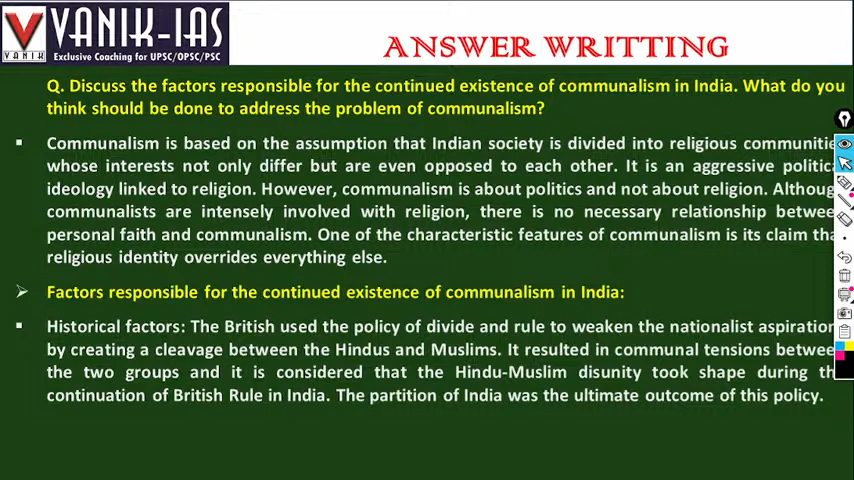 VANIK-IAS
VANIK
Exclusive Coaching for UPSC/OPSC/PSC
ANSWER WRITTING
Q. Discuss the factors responsible for the continued existence of communalism in India. What do you
think should be done to address the problem of communalism?
▪ Communalism is based on the assumption that Indian society is divided into religious communitie
whose interests not only differ but are even opposed to each other. It is an aggressive politic
ideology linked to religion. However, communalism is about politics and not about religion. Althoug
communalists are intensely involved with religion, there is no necessary relationship betwee
personal faith and communalism. One of the characteristic features of communalism is its claim tha
religious identity overrides everything else.
➢ Factors responsible for the continued existence of communalism in India:
▪ Historical factors: The British used the policy of divide and rule to weaken the nationalist aspiration
by creating a cleavage between the Hindus and Muslims. It resulted in communal tensions betwee
the two groups and it is considered that the Hindu-Muslim disunity took shape during th
continuation of British Rule in India. The partition of India was the ultimate outcome of this policy.